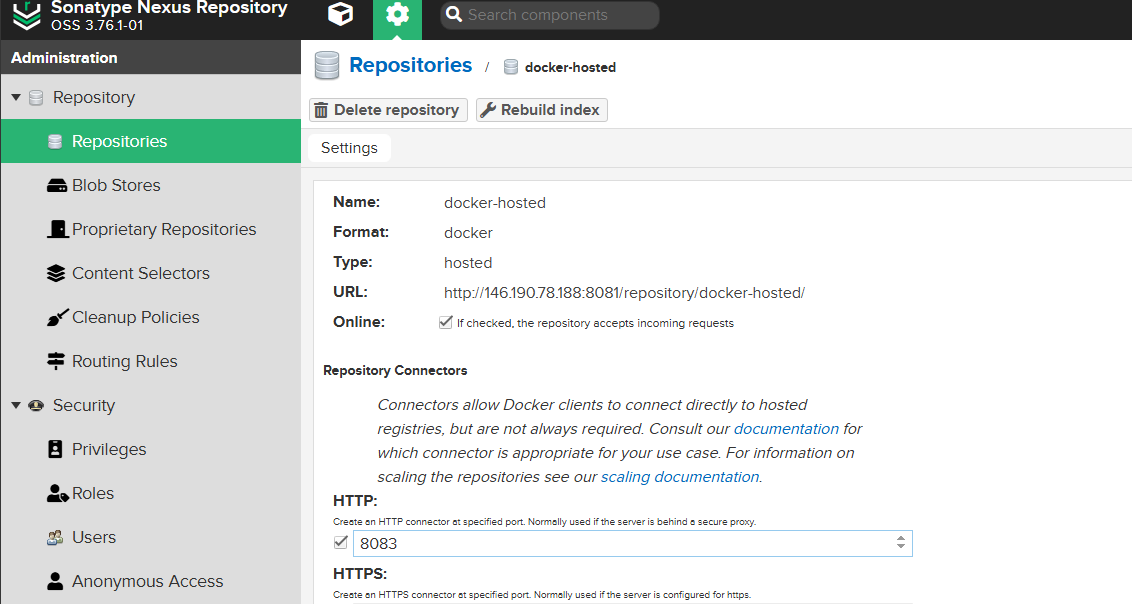 Sonatype Nexus Repository
OSS 3.76.1-01
Search components
Administration
Repository
Repositories
Blob Stores
Proprietary Repositories
Content Selectors
Cleanup Policies
Routing Rules
Security
Privileges
Roles
Users
Anonymous Access
Repositories / docker-hosted
Delete repository
Rebuild index
Settings
Name: docker-hosted
Format: docker
Type: hosted
URL: http://146.190.78.188:8081/repository/docker-hosted/
Online: If checked, the repository accepts incoming requests
Repository Connectors
Connectors allow Docker clients to connect directly to hosted
registries, but are not always required. Consult our documentation for
which connector is appropriate for your use case. For information on
scaling the repositories see our scaling documentation.
HTTP:
Create an HTTP connector at specified port. Normally used if the server is behind a secure proxy.
8083
HTTPS:
Create an HTTPS connector at specified port. Normally used if the server is configured for https.